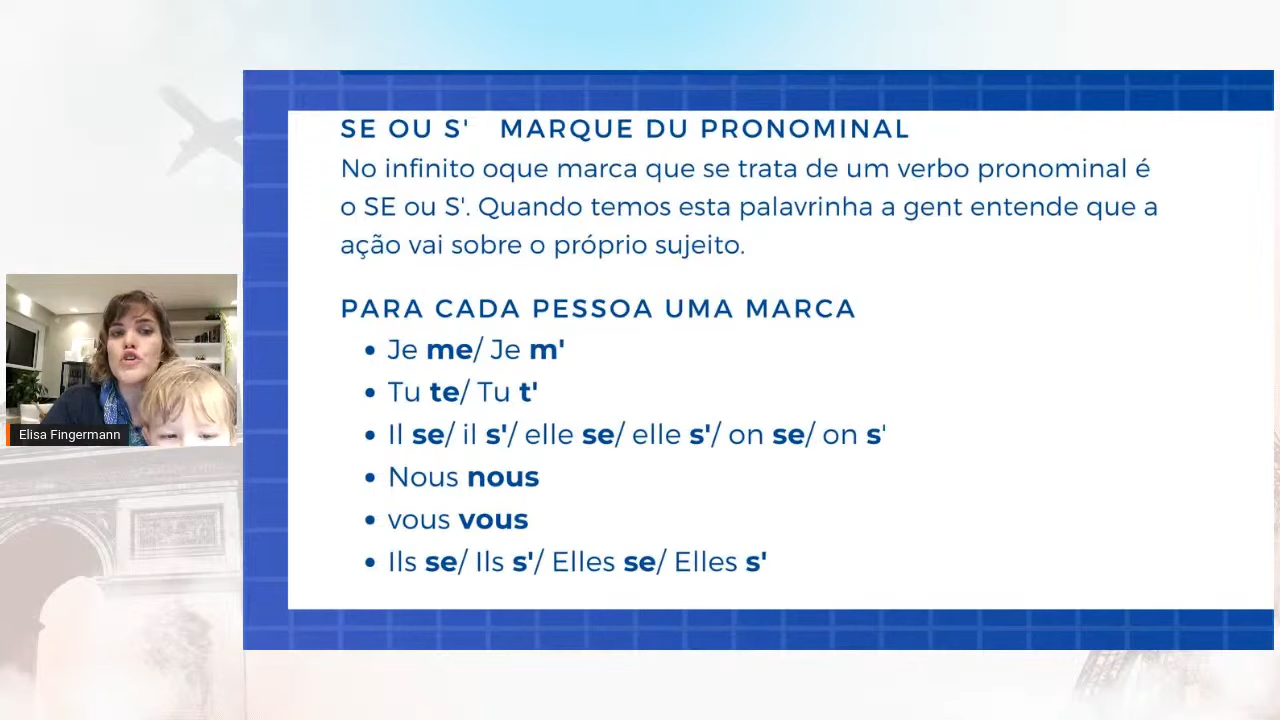 SE OU S' MARQUE DU PRONOMINAL
No infinito oque marca que se trata de um verbo pronominal é
o SE ou S'. Quando temos esta palavrinha a gent entende que a
ação vai sobre o próprio sujeito.
PARA CADA PESSOA UMA MARCA
• Je me/ Je m'
• Tu te/ Tu t'
• Il se/ il s'/ elle se/ elle s'/ on se/ on s'
• Nous nous
• vous vous
• Ils se/ Ils s'/ Elles se/ Elles s'
Elisa Fingermann